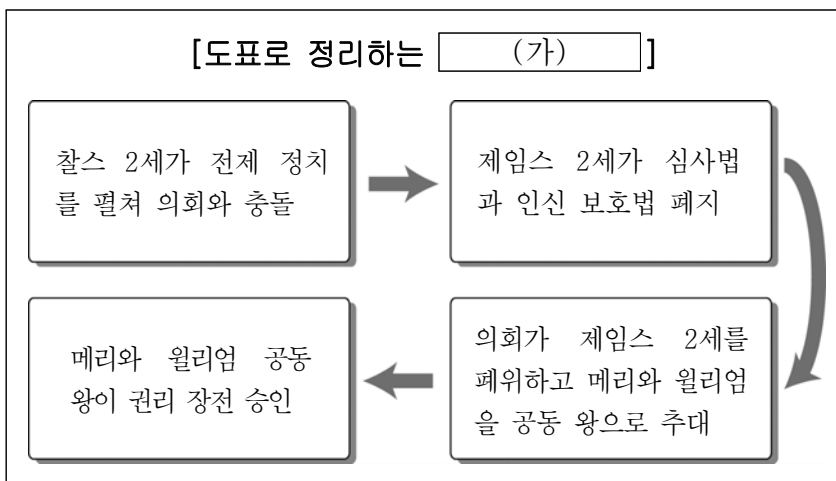 [도표로 정리하는 (가)]
찰스 2세가 전제 정치
를 펼쳐 의회와 충돌
제임스 2세가 심사법
과 인신 보호법 폐지
의회가 제임스 2세를
폐위하고 메리와 윌리엄
을 공동 왕으로 추대
메리와 윌리엄 공동
왕이 권리 장전 승인